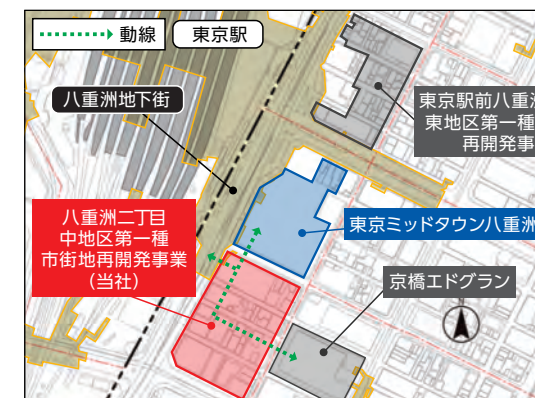 動線
東京駅
八重洲地下街
東京駅前八重洲
東地区第一種
再開発事
八重洲二丁目
中地区第一種
市街地再開発事業
（当社）
東京ミッドタウン八重洲
京橋エドグラン